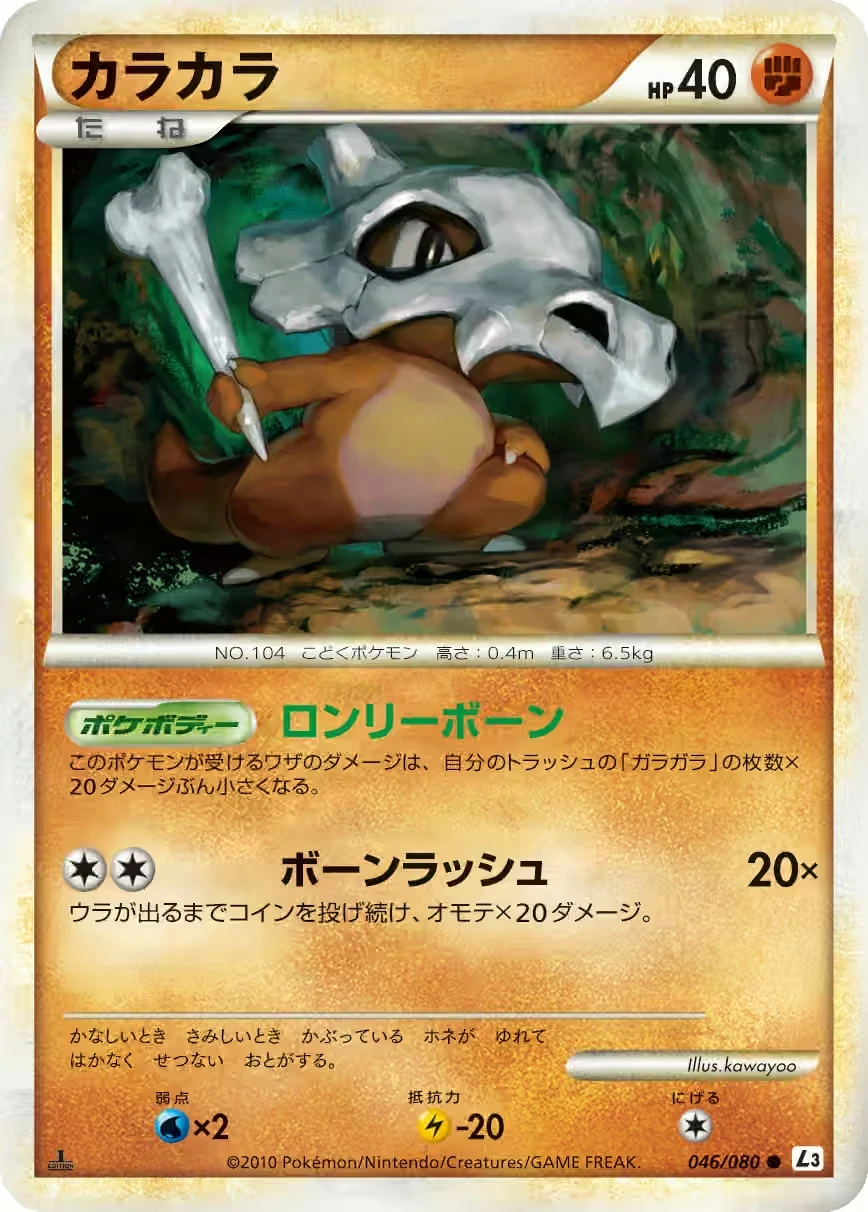 カラカラ HP40
たね
NO.104 こどくポケモン 高さ：0.4m 重さ：6.5kg
ポケボディー ロンリーボーン
このポケモンが受けるワザのダメージは、自分のトラッシュの「ガラガラ」の枚数×
20ダメージぶん小さくなる。
ボーンラッシュ 20×
ウラが出るまでコインを投げ続け、オモテ×20ダメージ。
かなしいとき さみしいとき かぶっている ホネが ゆれて
はかなく せつない おとがする。
Illus.kawayoo
弱点 抵抗力 にげる
×2 -20
1 EDITION ©2010 Pokémon/Nintendo/Creatures/GAME FREAK. 046/080 ● L3